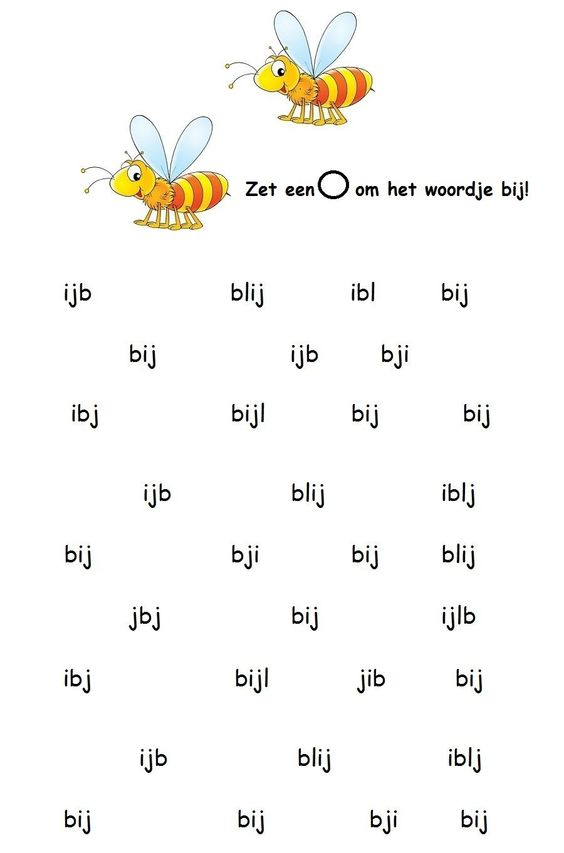 Zet een om het woordje bij!
ijb blij ibl bij
bij ijb bji
ibj bijl bij bij
ijb blij iblj
bij bji bij blij
jbj bij ijlb
ibj bijl jib bij
ijb blij iblj
bij bij bji bij